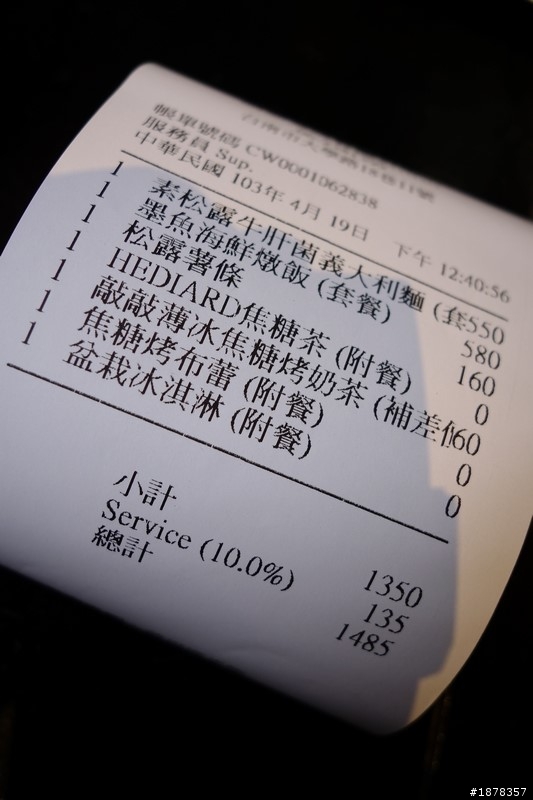 帳單號碼 CW0001062838
服務員 Sup.
中華民國 103年 4月 19日 下午 12:40:56
1 素松露牛肝菌義大利麵 (套550
1 墨魚海鮮燉飯 (套餐) 580
1 松露薯條 160
1 HEDIARD焦糖茶 (附餐) 0
1 敲敲薄冰焦糖烤奶茶 (補差價60
1 焦糖烤布蕾 (附餐) 0
1 盆栽冰淇淋 (附餐) 0
小計 1350
Service (10.0%) 135
總計 1485
#1878357